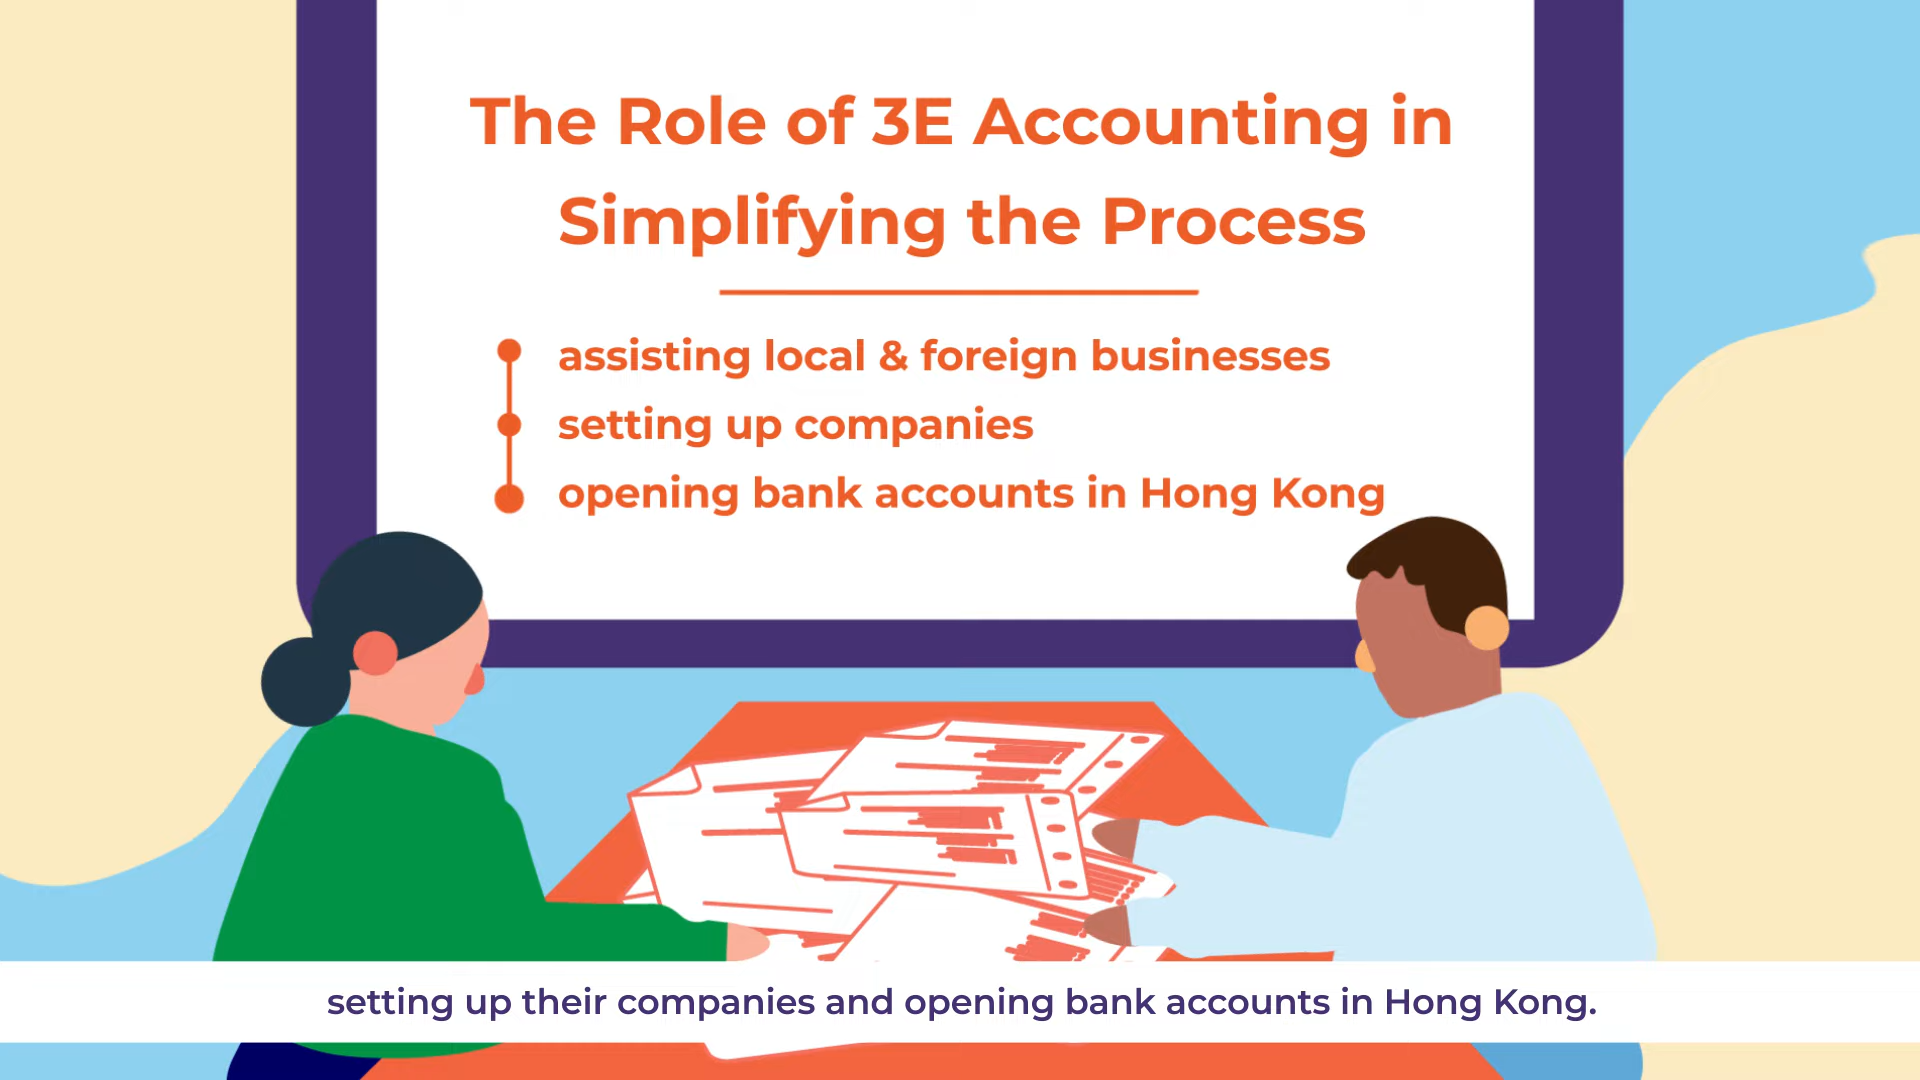 The Role of 3E Accounting in
Simplifying the Process
assisting local & foreign businesses
setting up companies
opening bank accounts in Hong Kong
setting up their companies and opening bank accounts in Hong Kong.